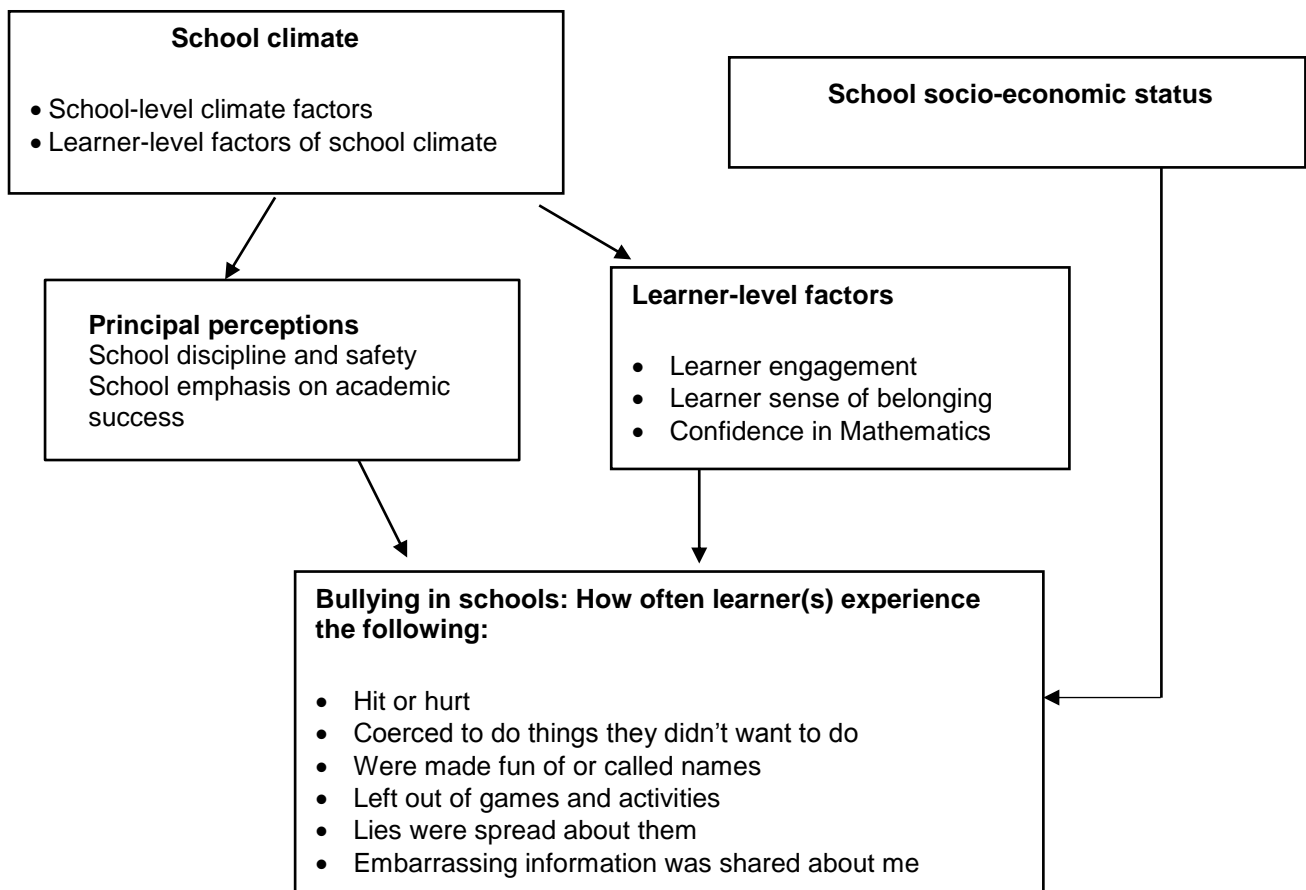 School climate
• School-level climate factors
• Learner-level factors of school climate
School socio-economic status
Principal perceptions
School discipline and safety
School emphasis on academic
success
Learner-level factors
• Learner engagement
• Learner sense of belonging
• Confidence in Mathematics
Bullying in schools: How often learner(s) experience
the following:
• Hit or hurt
• Coerced to do things they didn’t want to do
• Were made fun of or called names
• Left out of games and activities
• Lies were spread about them
• Embarrassing information was shared about me